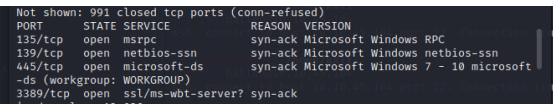 Not shown: 991 closed tcp ports (conn-refused)
PORT     STATE SERVICE        REASON  VERSION
135/tcp  open  msrpc          syn-ack Microsoft Windows RPC
139/tcp  open  netbios-ssn    syn-ack Microsoft Windows netbios-ssn
445/tcp  open  microsoft-ds   syn-ack Microsoft Windows 7 - 10 microsoft
-ds (workgroup: WORKGROUP)
3389/tcp open  ssl/ms-wbt-server? syn-ack